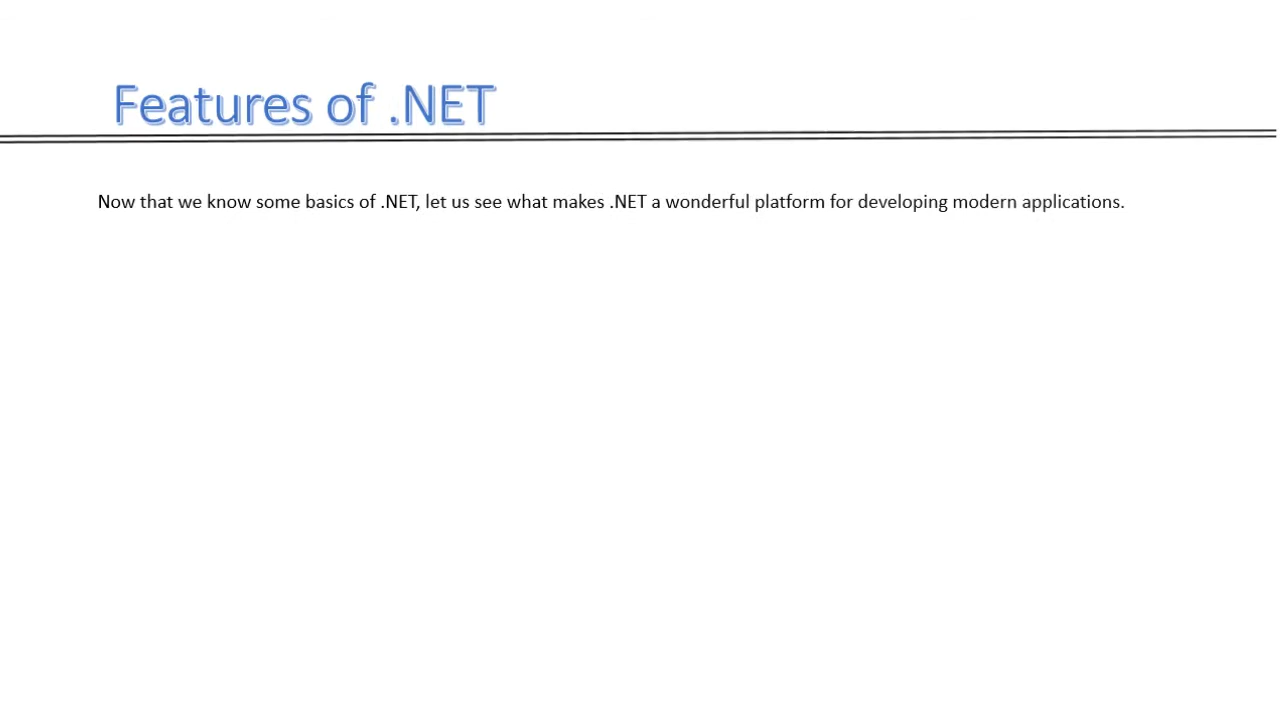 Features of .NET
Now that we know some basics of .NET, let us see what makes .NET a wonderful platform for developing modern applications.